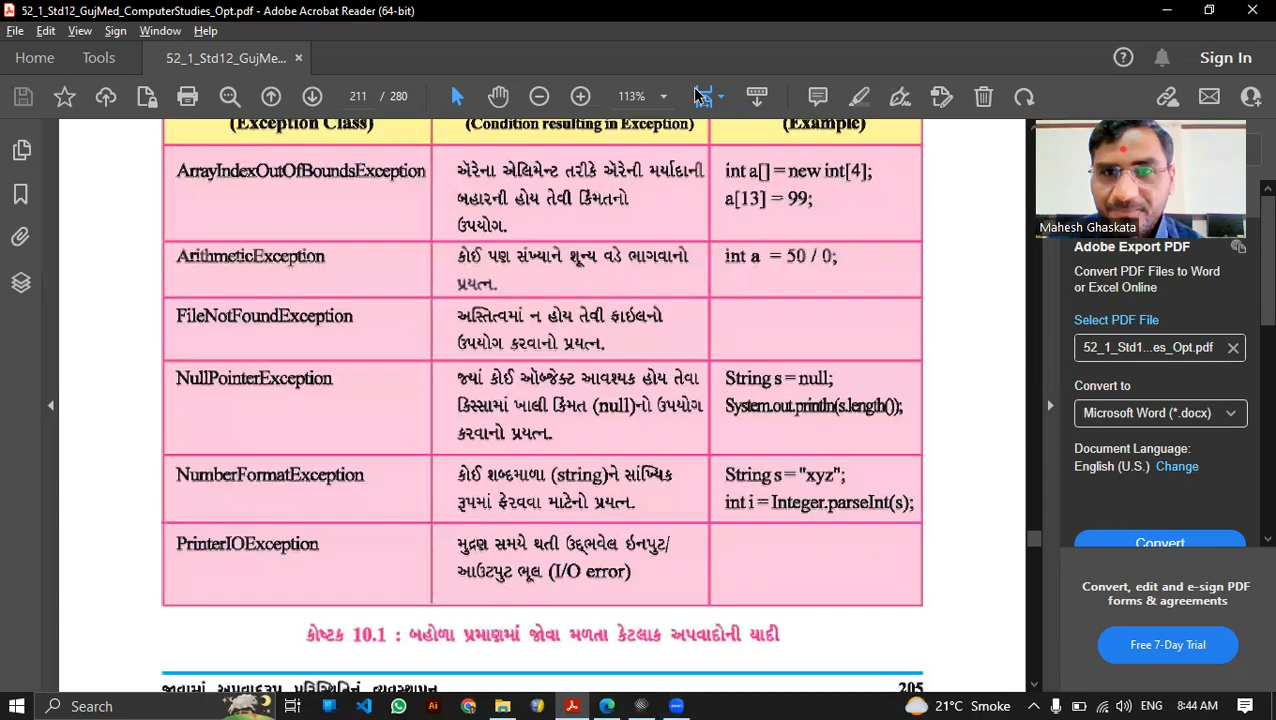 52_1_Std12_GujMed_ComputerStudies_Opt.pdf - Adobe Acrobat Reader (64-bit)
File Edit View Sign Window Help
Home Tools 52_1_Std12_GujMe... × Sign In
211 / 280 113%
(Exception Class) (Condition resulting in Exception) (Example)
ArrayIndexOutOfBoundsException એરેના એલિમેન્ટ તરીકે એરેની મર્યાદાની int a[] = new int[4];
બહારની હોય તેવી કિંમતનો a[13] = 99;
ઉપયોગ.
ArithmeticException કોઈ પણ સંખ્યાને શૂન્ય વડે ભાગવાનો int a = 50 / 0;
પ્રયત્ન.
FileNotFoundException અસ્તિત્વમાં ન હોય તેવી ફાઇલનો
ઉપયોગ કરવાનો પ્રયત્ન.
NullPointerException જ્યાં કોઈ ઑબ્જેક્ટ આવશ્યક હોય તેવા String s = null;
કિસ્સામાં ખાલી કિંમત (null)નો ઉપયોગ System.out.println(s.length());
કરવાનો પ્રયત્ન.
NumberFormatException કોઈ શબ્દમાળા (string)ને સાંખ્યિક String s = "xyz";
રૂપમાં ફેરવવા માટેનો પ્રયત્ન. int i = Integer.parseInt(s);
PrinterIOException મુદ્રણ સમયે થતી ઉદ્ભવેલ ઇનપુટ/
આઉટપુટ ભૂલ (I/O error)
કોષ્ટક 10.1 : બહોળા પ્રમાણમાં જોવા મળતા કેટલાક અપવાદોની યાદી
જાવામાં અપવાદરૂપ પરિસ્થિતિનું વ્યવસ્થાપન 205
Mahesh Ghaskata
Adobe Export PDF
Convert PDF Files to Word
or Excel Online
Select PDF File
52_1_Std1...es_Opt.pdf
Convert to
Microsoft Word (*.docx)
Document Language:
English (U.S.) Change
Convert
Convert, edit and e-sign PDF
forms & agreements
Free 7-Day Trial
Search 21°C Smoke ENG 8:44 AM